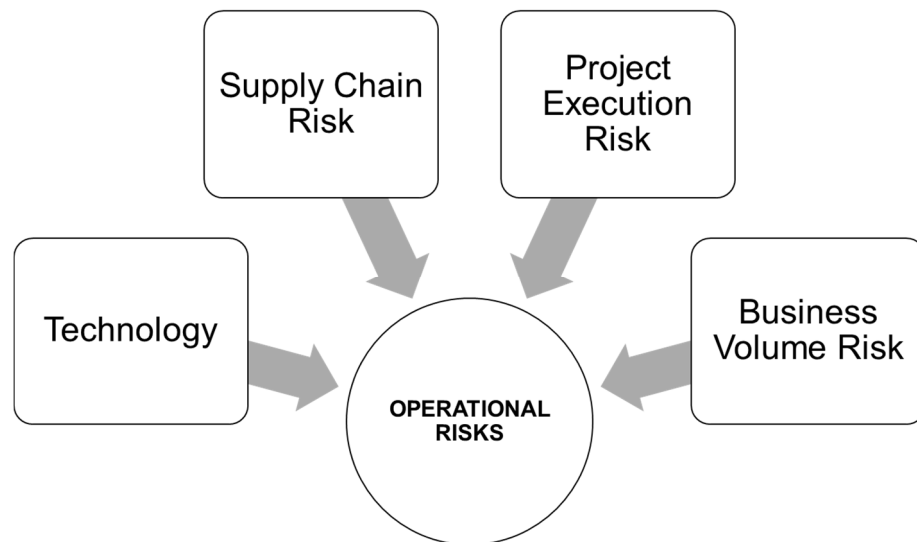 Supply Chain
Risk
Project
Execution
Risk
Technology
Business
Volume Risk
OPERATIONAL
RISKS